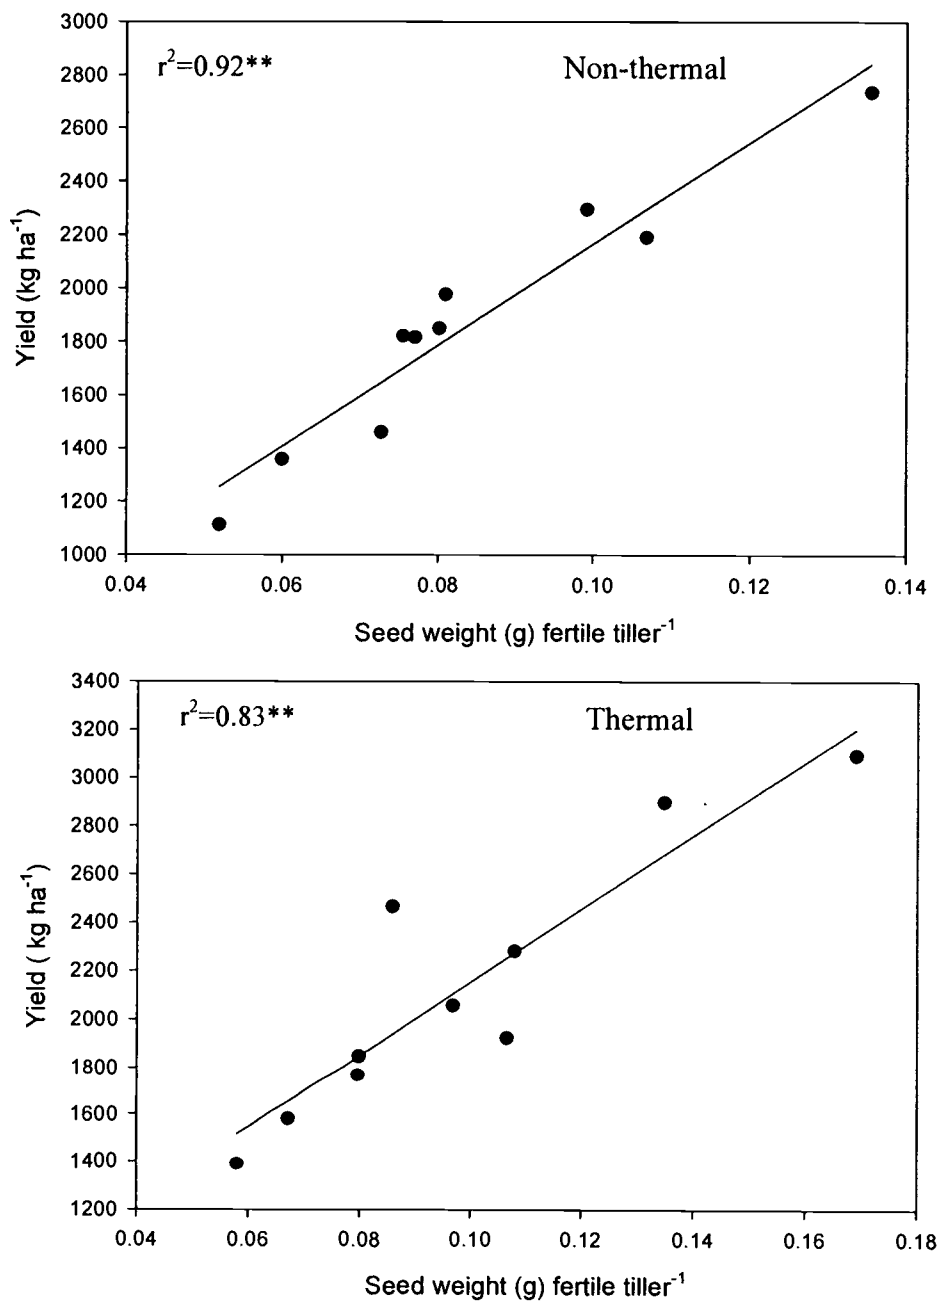 3000
r²=0.92**
Non-thermal
2800
2600
2400
2200
2000
1800
1600
1400
1200
1000
Yield (kg ha⁻¹)
0.04 0.06 0.08 0.10 0.12 0.14
Seed weight (g) fertile tiller⁻¹
3400
r²=0.83**
Thermal
3200
3000
2800
2600
2400
2200
2000
1800
1600
1400
1200
Yield ( kg ha⁻¹)
0.04 0.06 0.08 0.10 0.12 0.14 0.16 0.18
Seed weight (g) fertile tiller⁻¹